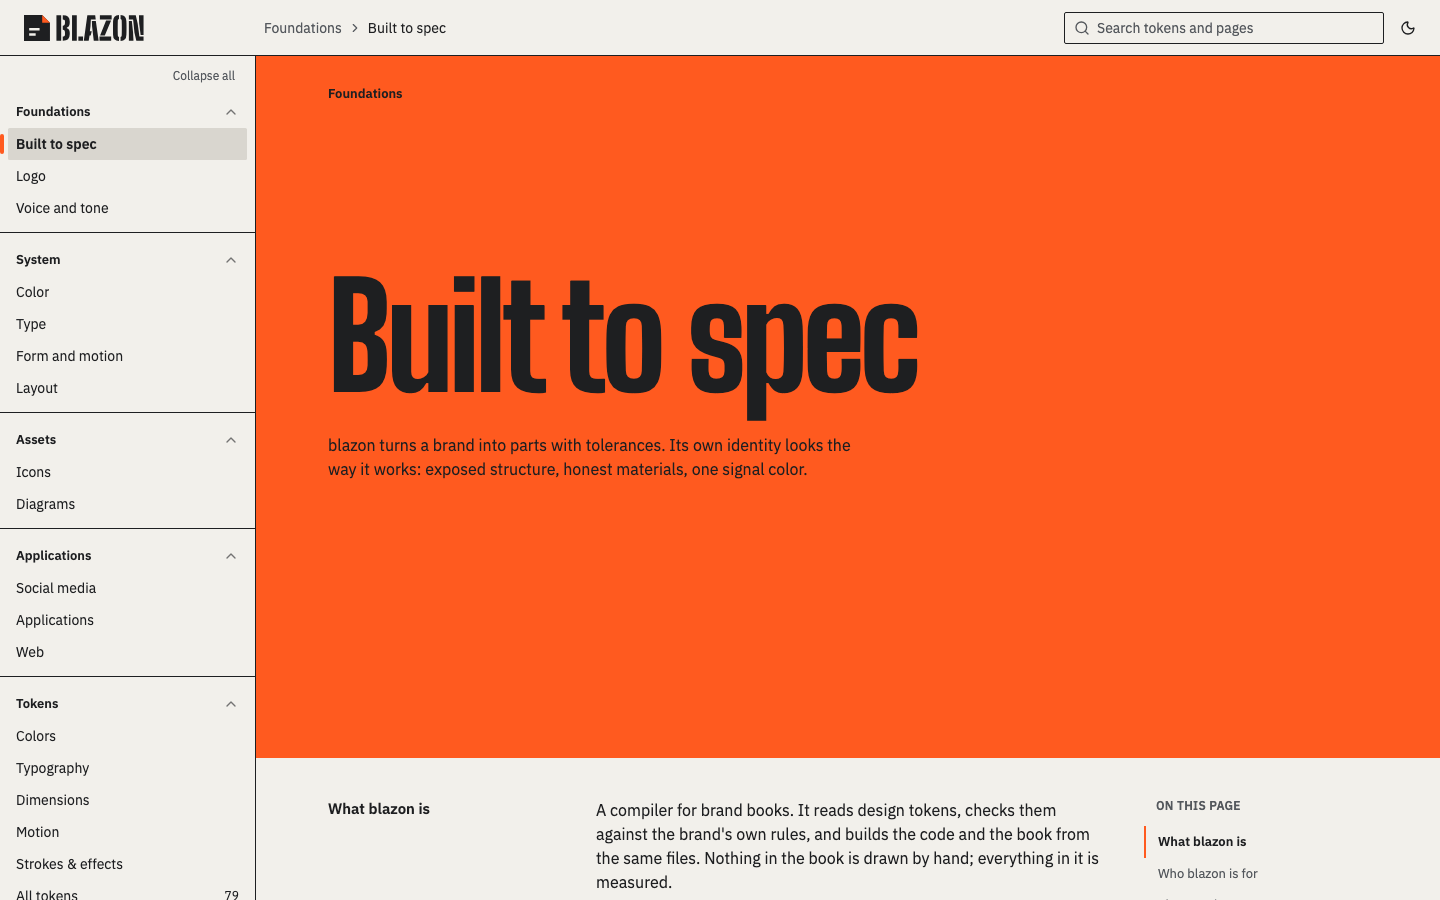 BLAZON
Foundations > Built to spec
Search tokens and pages
Collapse all
Foundations
Built to spec
Logo
Voice and tone
System
Color
Type
Form and motion
Layout
Assets
Icons
Diagrams
Applications
Social media
Applications
Web
Tokens
Colors
Typography
Dimensions
Motion
Strokes & effects
All tokens 79
Foundations
Built to spec
blazon turns a brand into parts with tolerances. Its own identity looks the
way it works: exposed structure, honest materials, one signal color.
What blazon is
A compiler for brand books. It reads design tokens, checks them
against the brand's own rules, and builds the code and the book from
the same files. Nothing in the book is drawn by hand; everything in it is
measured.
ON THIS PAGE
What blazon is
Who blazon is for